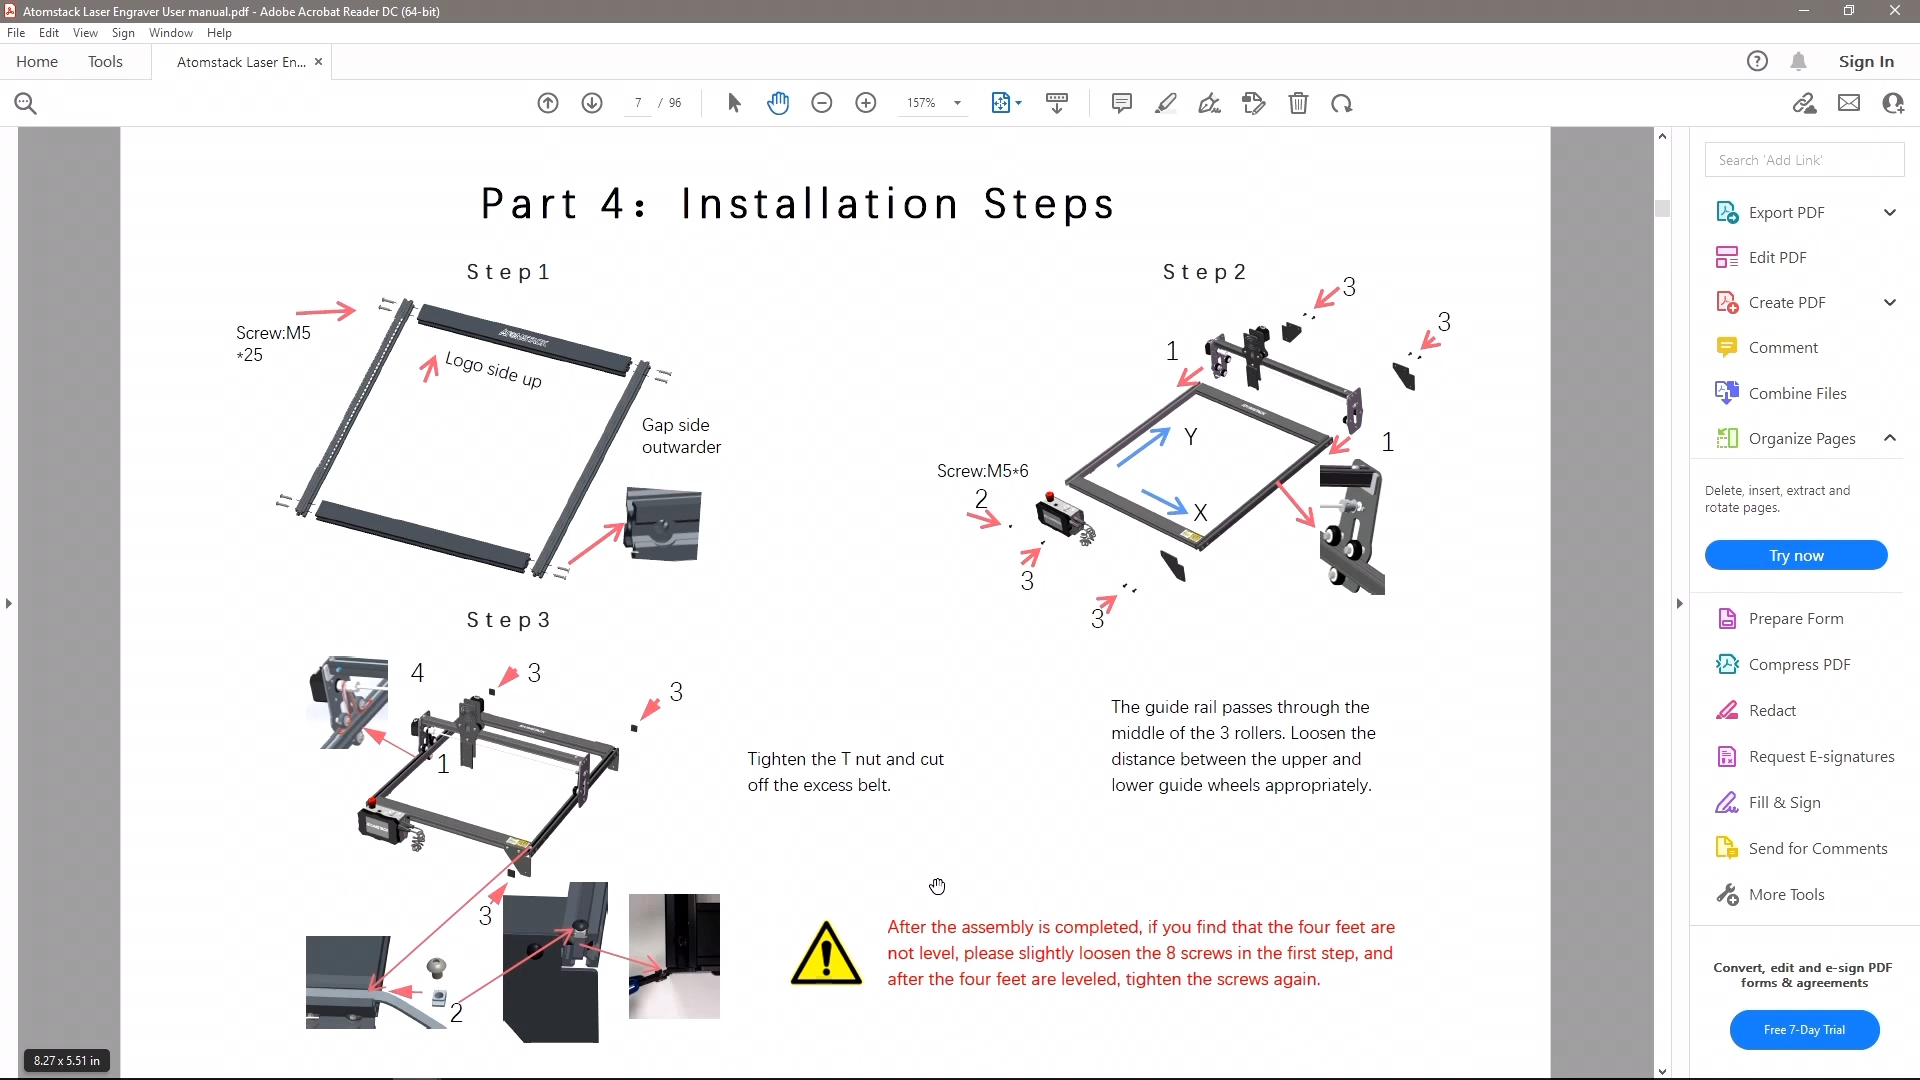 Atomstack Laser Engraver User manual.pdf - Adobe Acrobat Reader DC (64-bit)
File Edit View Sign Window Help
Home Tools Atomstack Laser En... ×
Sign In
7 / 96 157%
Part 4: Installation Steps
Step1
Screw:M5
*25
ATOMSTACK
Logo side up
Gap side
outwarder
Step2
3
3
1
1
Y
X
Screw:M5*6
2
3
3
Step3
4
3
3
1
3
2
Tighten the T nut and cut
off the excess belt.
The guide rail passes through the
middle of the 3 rollers. Loosen the
distance between the upper and
lower guide wheels appropriately.
After the assembly is completed, if you find that the four feet are
not level, please slightly loosen the 8 screws in the first step, and
after the four feet are leveled, tighten the screws again.
8.27 x 5.51 in
Search 'Add Link'
Export PDF
Edit PDF
Create PDF
Comment
Combine Files
Organize Pages
Delete, insert, extract and
rotate pages.
Try now
Prepare Form
Compress PDF
Redact
Request E-signatures
Fill & Sign
Send for Comments
More Tools
Convert, edit and e-sign PDF
forms & agreements
Free 7-Day Trial